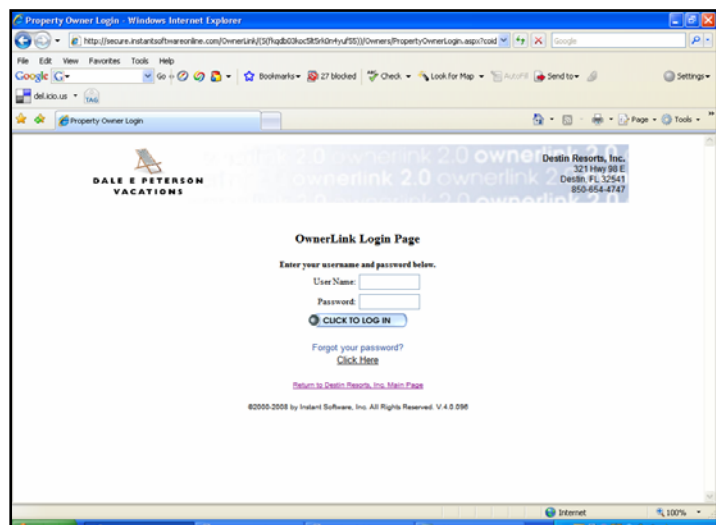 Property Owner Login - Windows Internet Explorer
Google
File Edit View Favorites Tools Help
Google G Go Bookmarks 27 blocked Check Look for Map AutoFill Send to Settings
del.icio.us TAG
Property Owner Login Page Tools
ownerlink 2.0 ownerlink 2.0
DALE E PETERSON
VACATIONS
Destin Resorts, Inc.
321 Hwy 98 E
Destin, FL 32541
850-654-4747
OwnerLink Login Page
Enter your username and password below.
User Name:
Password:
CLICK TO LOG IN
Forgot your password?
Click Here
Return to Destin Resorts, Inc. Main Page
©2000-2008 by Instant Software, Inc. All Rights Reserved. V.4.0.096
Internet 100%